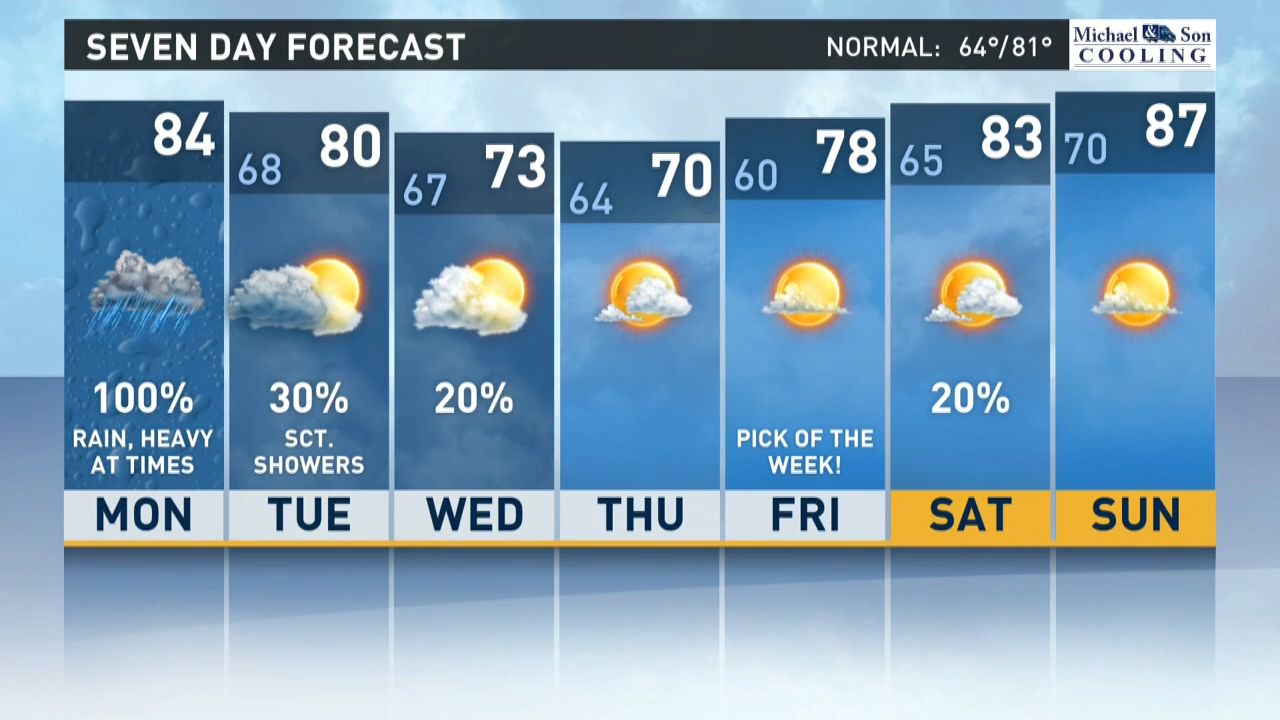 SEVEN DAY FORECAST
NORMAL: 64°/81°
Michael & Son
COOLING
84
68 80
67 73
64 70
60 78
65 83
70 87
100%
RAIN, HEAVY
AT TIMES
30%
SCT.
SHOWERS
20%
PICK OF THE
WEEK!
20%
MON
TUE
WED
THU
FRI
SAT
SUN